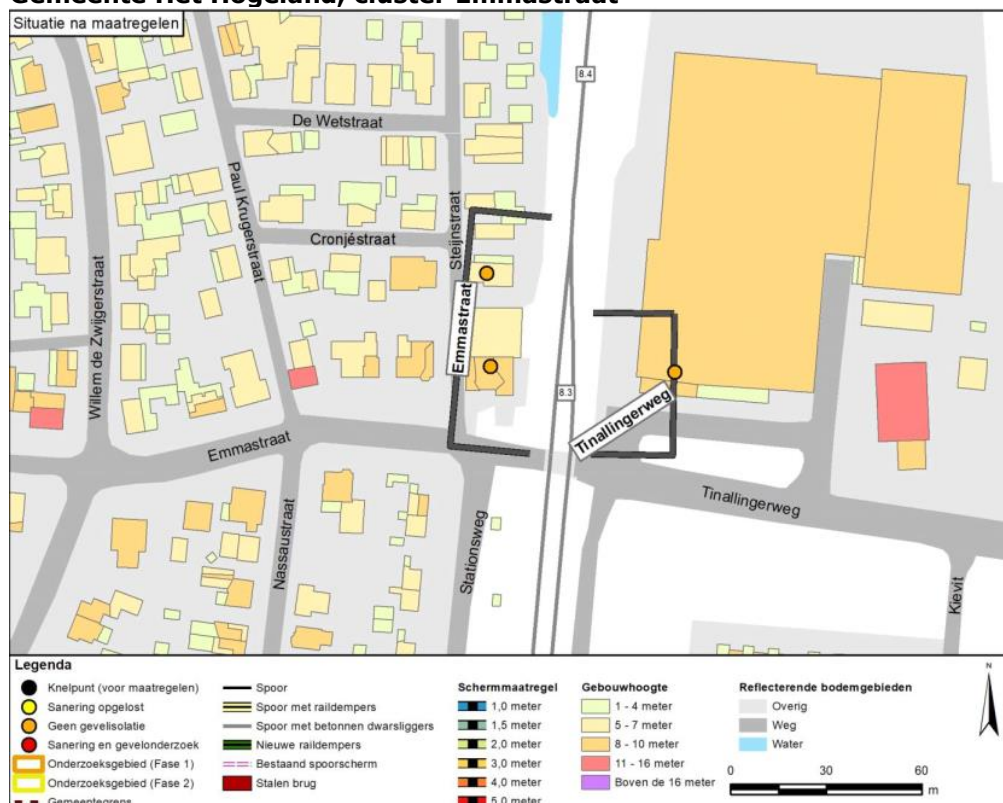 Gemeente Het Hogeland, cluster Emmastraat
Situatie na maatregelen
8.4
De Wetstraat
Paul Krugerstraat
Steijnstraat
Cronjéstraat
Willem de Zwijgerstraat
Emmastraat
8.3
Tinallingerweg
Emmastraat
Tinallingerweg
Nassaustraat
Stationsweg
Kievit
Legenda
Knelpunt (voor maatregelen)
Sanering opgelost
Geen gevelisolatie
Sanering en gevelonderzoek
Onderzoeksgebied (Fase 1)
Onderzoeksgebied (Fase 2)
Gemeentegrens
Spoor
Spoor met raildempers
Spoor met betonnen dwarsliggers
Nieuwe raildempers
Bestaand spoorscherm
Stalen brug
Schermmaatregel
1,0 meter
1,5 meter
2,0 meter
3,0 meter
4,0 meter
5,0 meter
Gebouwhoogte
1 - 4 meter
5 - 7 meter
8 - 10 meter
11 - 16 meter
Boven de 16 meter
Reflecterende bodemgebieden
Overig
Weg
Water
N
0 30 60
m